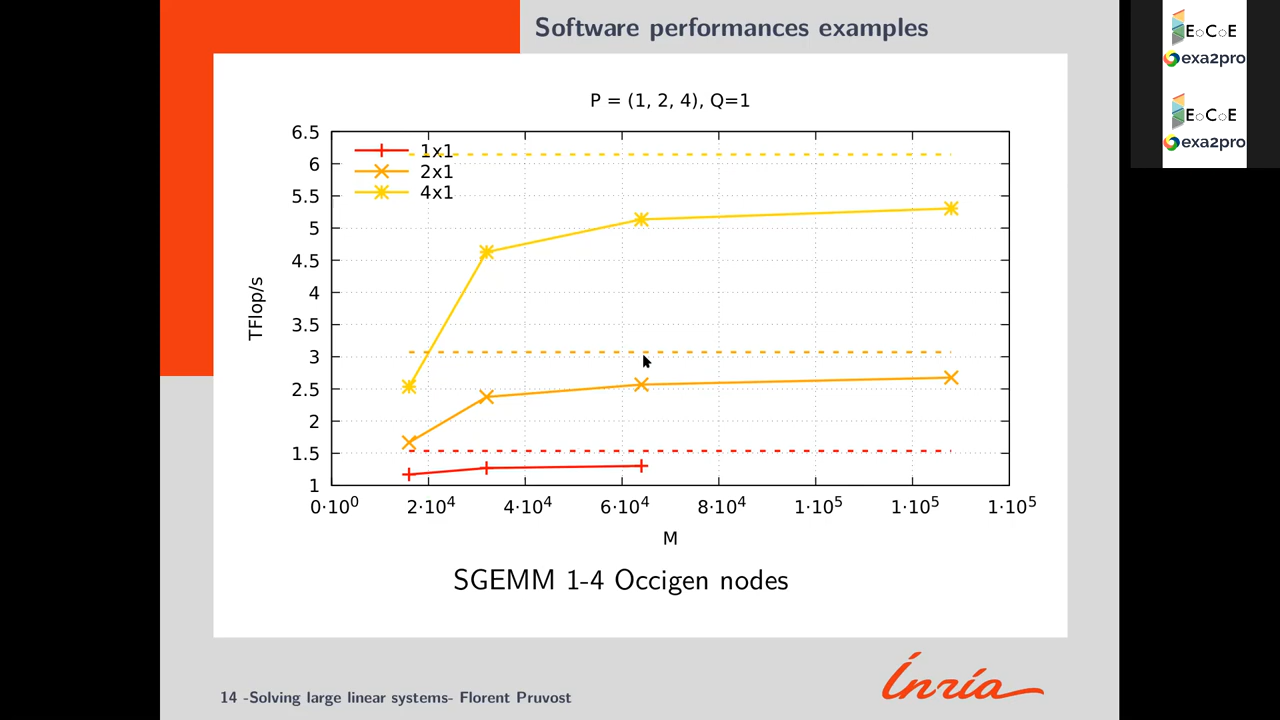 Software performances examples
E○C○E
exa2pro
E○C○E
exa2pro
P = (1, 2, 4), Q=1
6.5
6
5.5
5
4.5
4
3.5
3
2.5
2
1.5
1
1x1
2x1
4x1
TFlop/s
0·10⁰ 2·10⁴ 4·10⁴ 6·10⁴ 8·10⁴ 1·10⁵ 1·10⁵ 1·10⁵
M
SGEMM 1-4 Occigen nodes
14 -Solving large linear systems- Florent Pruvost
Inria